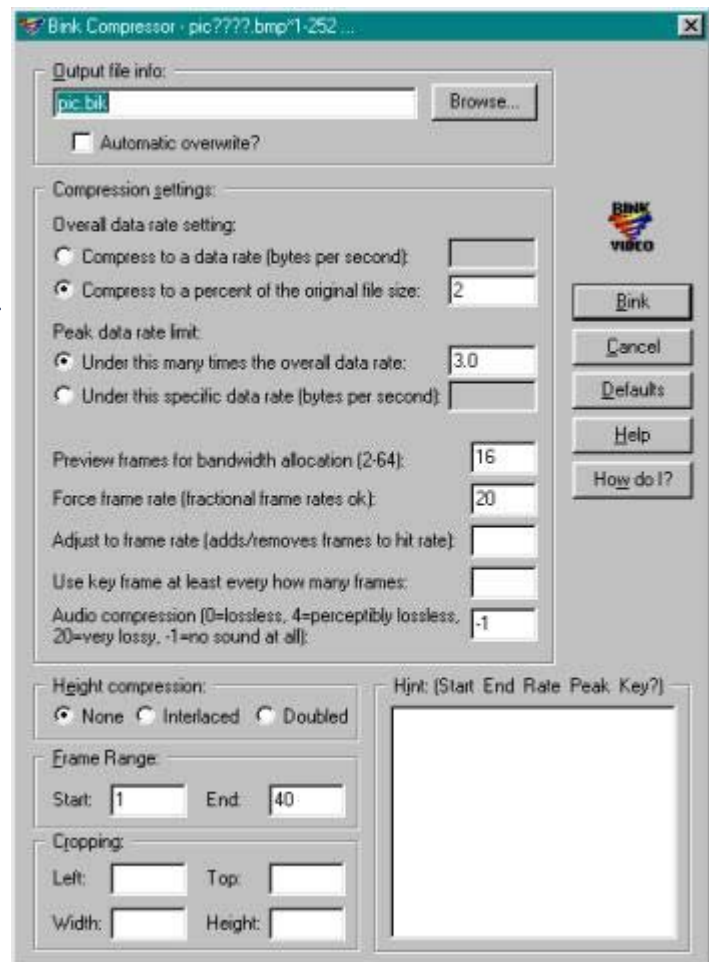 Bink Compressor - pic????.bmp*1-252 ...
Output file info:
pic.bik
Browse...
Automatic overwrite?
Compression settings:
Overall data rate setting:
Compress to a data rate (bytes per second):
Compress to a percent of the original file size: 2
Peak data rate limit:
Under this many times the overall data rate: 3.0
Under this specific data rate (bytes per second):
Preview frames for bandwidth allocation (2-64): 16
Force frame rate (fractional frame rates ok): 20
Adjust to frame rate (adds/removes frames to hit rate):
Use key frame at least every how many frames:
Audio compression (0=lossless, 4=perceptibly lossless,
20=very lossy, -1=no sound at all): -1
BINK
VIDEO
Bink
Cancel
Defaults
Help
How do I?
Height compression:
None Interlaced Doubled
Frame Range:
Start: 1 End: 40
Cropping:
Left: Top:
Width: Height:
Hint: (Start End Rate Peak Key?)